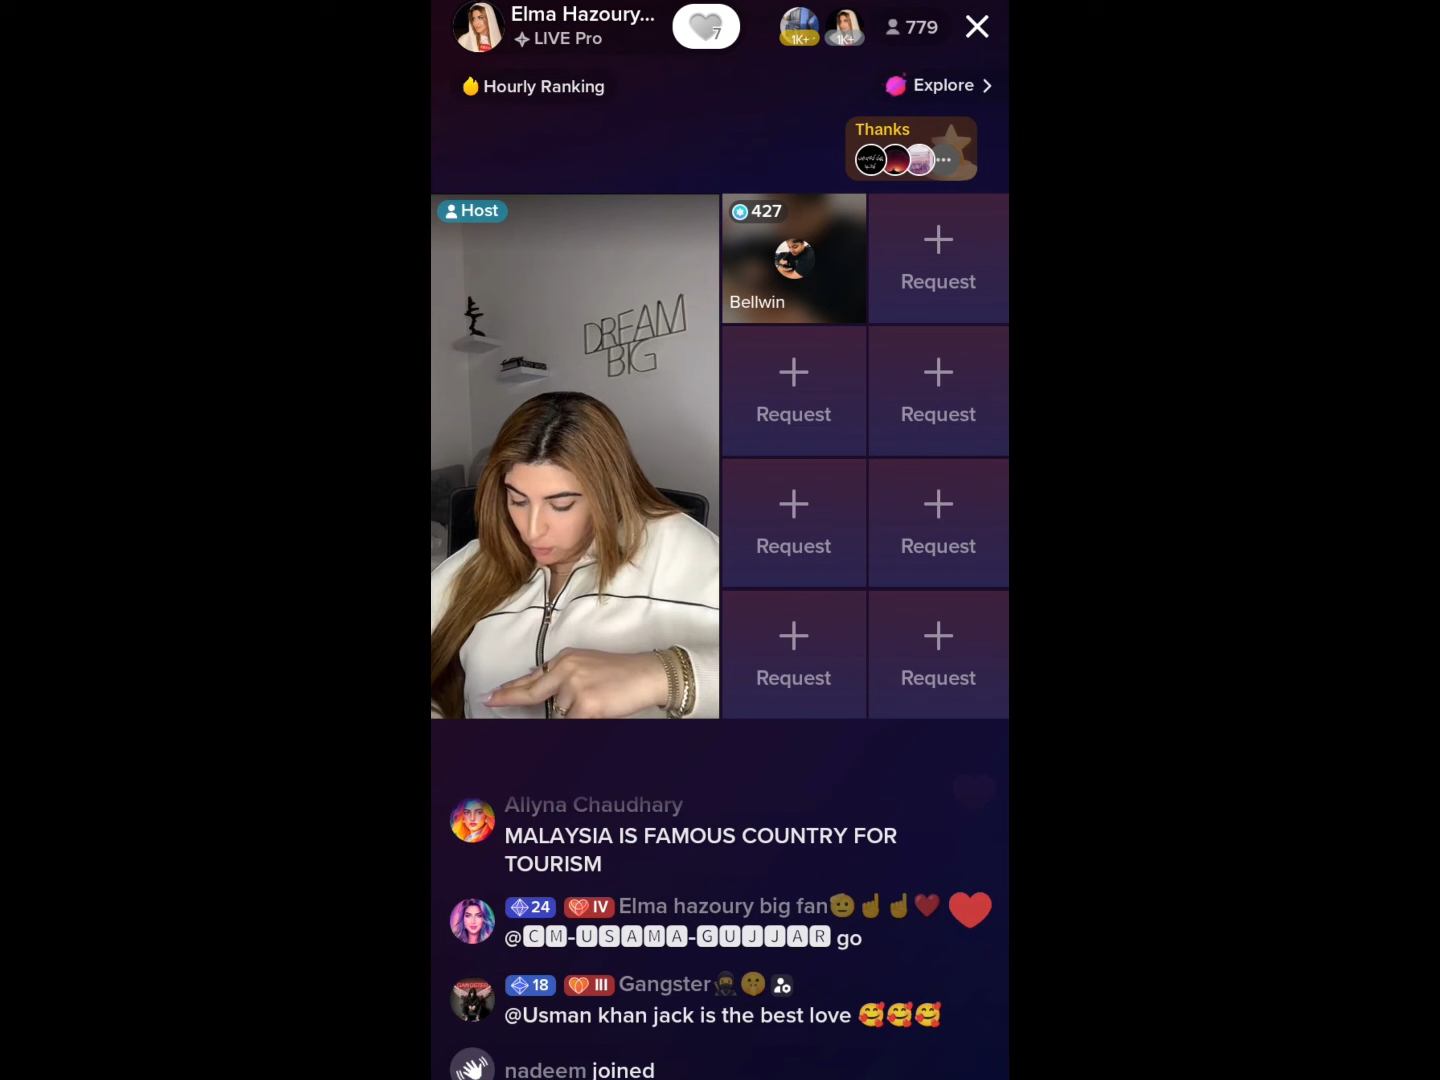 Elma Hazoury...
LIVE Pro
7
1K+
1K+
779
Hourly Ranking
Explore
Thanks
Host
427
Bellwin
DREAM
BIG
Request
Request
Request
Request
Request
Request
Request
Allyna Chaudhary
MALAYSIA IS FAMOUS COUNTRY FOR
TOURISM
24 IV Elma hazoury big fan🫡☝️☝️❤️
@🄲🄼-🅄🅂🄰🄼🄰-🄶🅄🄹🄹🄰🅁 go
18 III Gangster🥷🤫
@Usman khan jack is the best love 🥰🥰🥰
nadeem joined